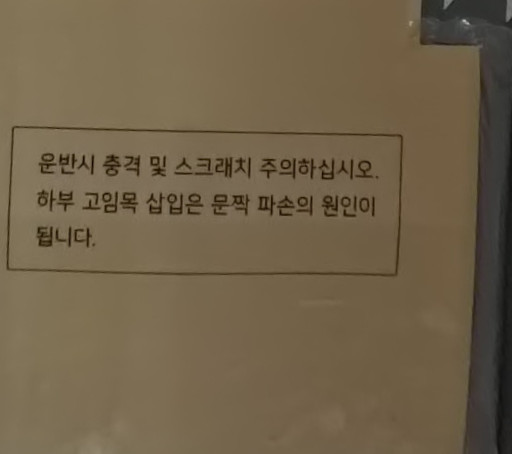 운반시 충격 및 스크래치 주의하십시오.
하부 고임목 삽입은 문짝 파손의 원인이
됩니다.